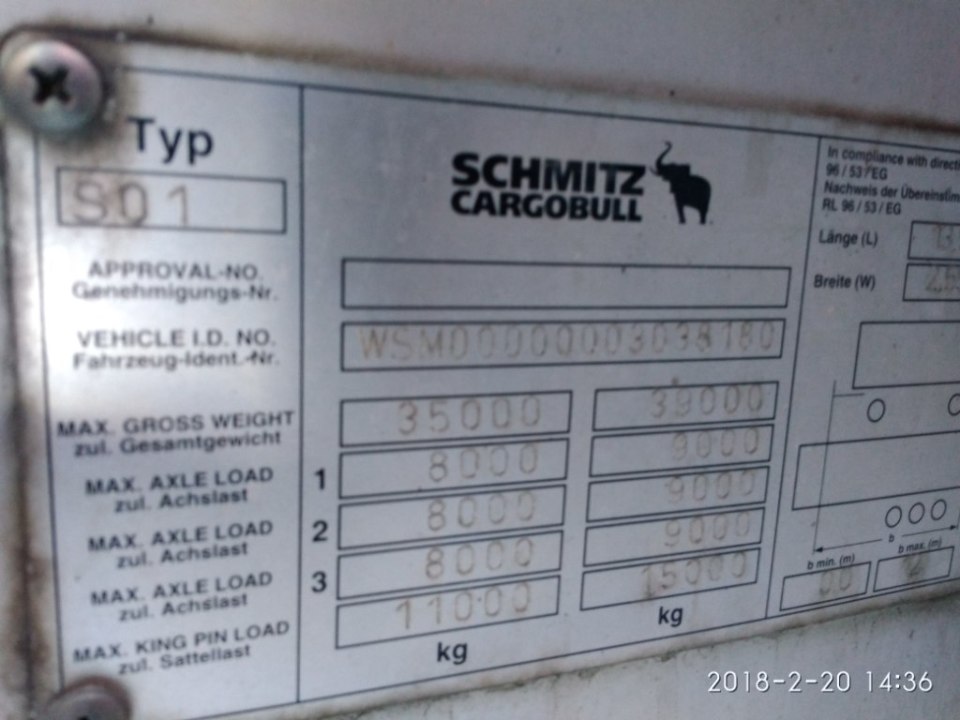 Typ
S01
SCHMITZ
CARGOBULL
APPROVAL-NO.
Genehmigungs-Nr.
VEHICLE I.D. NO.
Fahrzeug-Ident.-Nr.
WSM00000003038180
MAX. GROSS WEIGHT
zul. Gesamtgewicht
35000 39000
MAX. AXLE LOAD
zul. Achslast
1 8000 9000
MAX. AXLE LOAD
zul. Achslast
2 8000 9000
MAX. AXLE LOAD
zul. Achslast
3 8000 9000
MAX. KING PIN LOAD
zul. Sattellast
11000 15000
kg kg
In compliance with
96/53/EG
Nachweis der
RL 96/53/EG
Länge (L)
Breite (W)
b
b min. (m) b max. (m)
2018-2-20 14:36